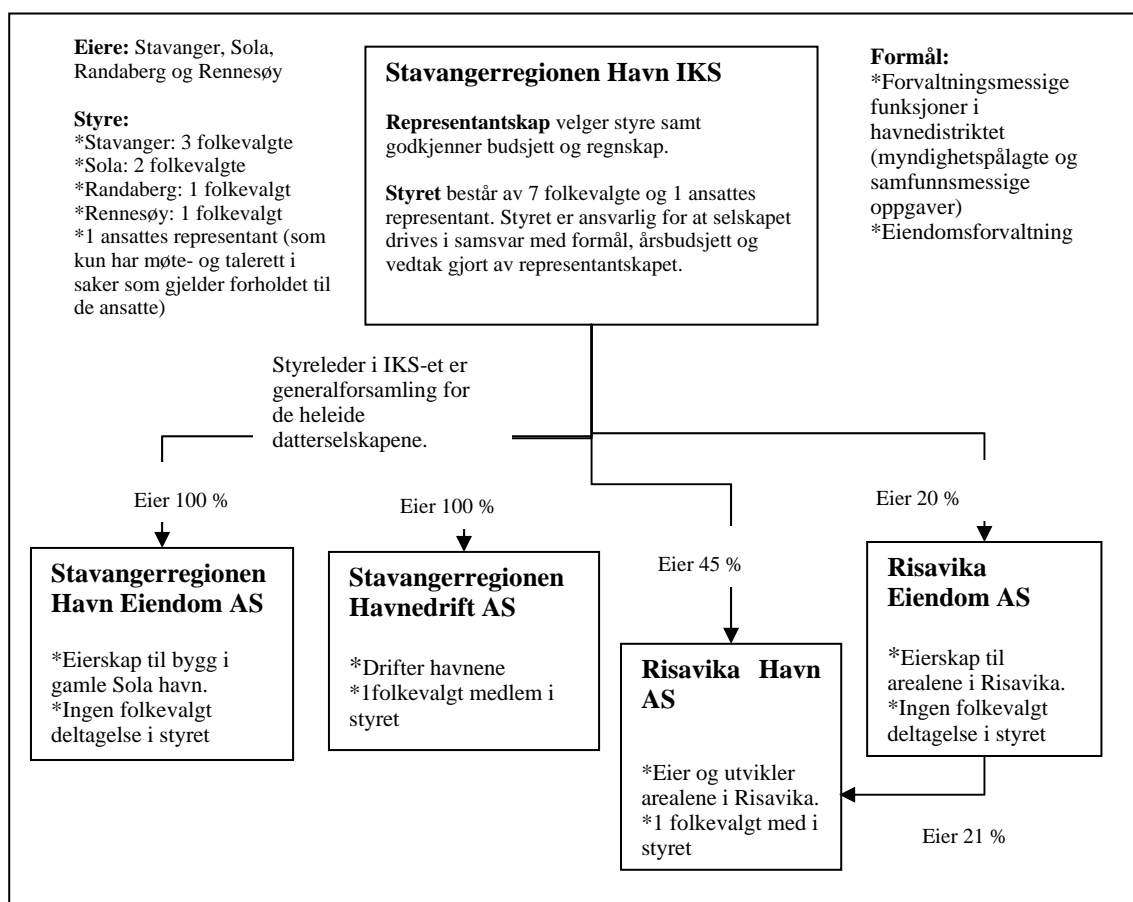 Eiere: Stavanger, Sola,
Randaberg og Rennesøy
Styre:
*Stavanger: 3 folkevalgte
*Sola: 2 folkevalgte
*Randaberg: 1 folkevalgt
*Rennesøy: 1 folkevalgt
*1 ansattes representant (som
kun har møte- og talerett i
saker som gjelder forholdet til
de ansatte)
Stavangerregionen Havn IKS
Representantskap velger styre samt
godkjenner budsjett og regnskap.
Styret består av 7 folkevalgte og 1 ansattes
representant. Styret er ansvarlig for at selskapet
drives i samsvar med formål, årsbudsjett og
vedtak gjort av representantskapet.
Formål:
*Forvaltningsmessige
funksjoner i
havnedistriktet
(myndighetspålagte og
samfunnsmessige
oppgaver)
*Eiendomsforvaltning
Styreleder i IKS-et er
generalforsamling for
de heleide
datterselskapene.
Eier 100 %
Eier 100 %
Eier 45 %
Eier 20 %
Stavangerregionen
Havn Eiendom AS
*Eierskap til bygg i
gamle Sola havn.
*Ingen folkevalgt
deltagelse i styret
Stavangerregionen
Havnedrift AS
*Drifter havnene
*1folkevalgt medlem i
styret
Risavika Havn
AS
*Eier og utvikler
arealene i Risavika.
*1 folkevalgt med i
styret
Risavika
Eiendom AS
*Eierskap til
arealene i Risavika.
*Ingen folkevalgt
deltagelse i styret
Eier 21 %